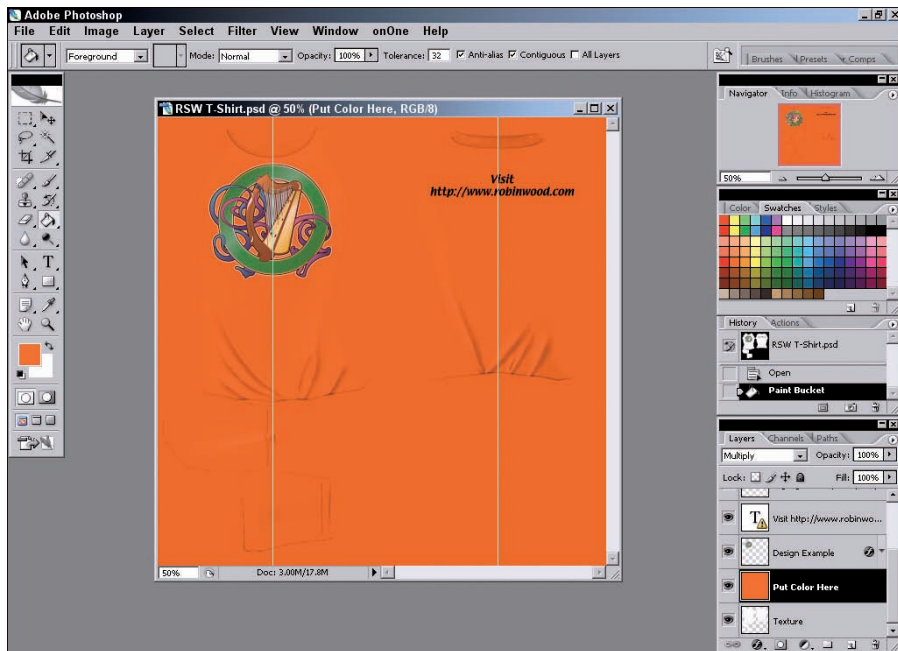 Adobe Photoshop
File Edit Image Layer Select Filter View Window onOne Help
Foreground Mode: Normal Opacity: 100% Tolerance: 32 Anti-alias Contiguous All Layers
Brushes Presets Comps
RSW T-Shirt.psd @ 50% (Put Color Here, RGB/8)
Visit
http://www.robinwood.com
50% Doc: 3.00M/17.8M
Navigator Info Histogram
50%
Color Swatches Styles
History Actions
RSW T-Shirt.psd
Open
Paint Bucket
Layers Channels Paths
Multiply Opacity: 100%
Lock: Fill: 100%
T Visit http://www.robinwo...
Design Example
Put Color Here
Texture